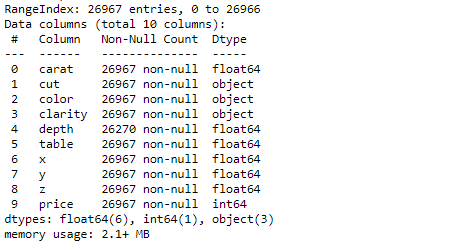 RangeIndex: 26967 entries, 0 to 26966
Data columns (total 10 columns):
 #   Column   Non-Null Count  Dtype
---  ------   --------------  -----
 0   carat    26967 non-null  float64
 1   cut      26967 non-null  object
 2   color    26967 non-null  object
 3   clarity  26967 non-null  object
 4   depth    26270 non-null  float64
 5   table    26967 non-null  float64
 6   x        26967 non-null  float64
 7   y        26967 non-null  float64
 8   z        26967 non-null  float64
 9   price    26967 non-null  int64
dtypes: float64(6), int64(1), object(3)
memory usage: 2.1+ MB